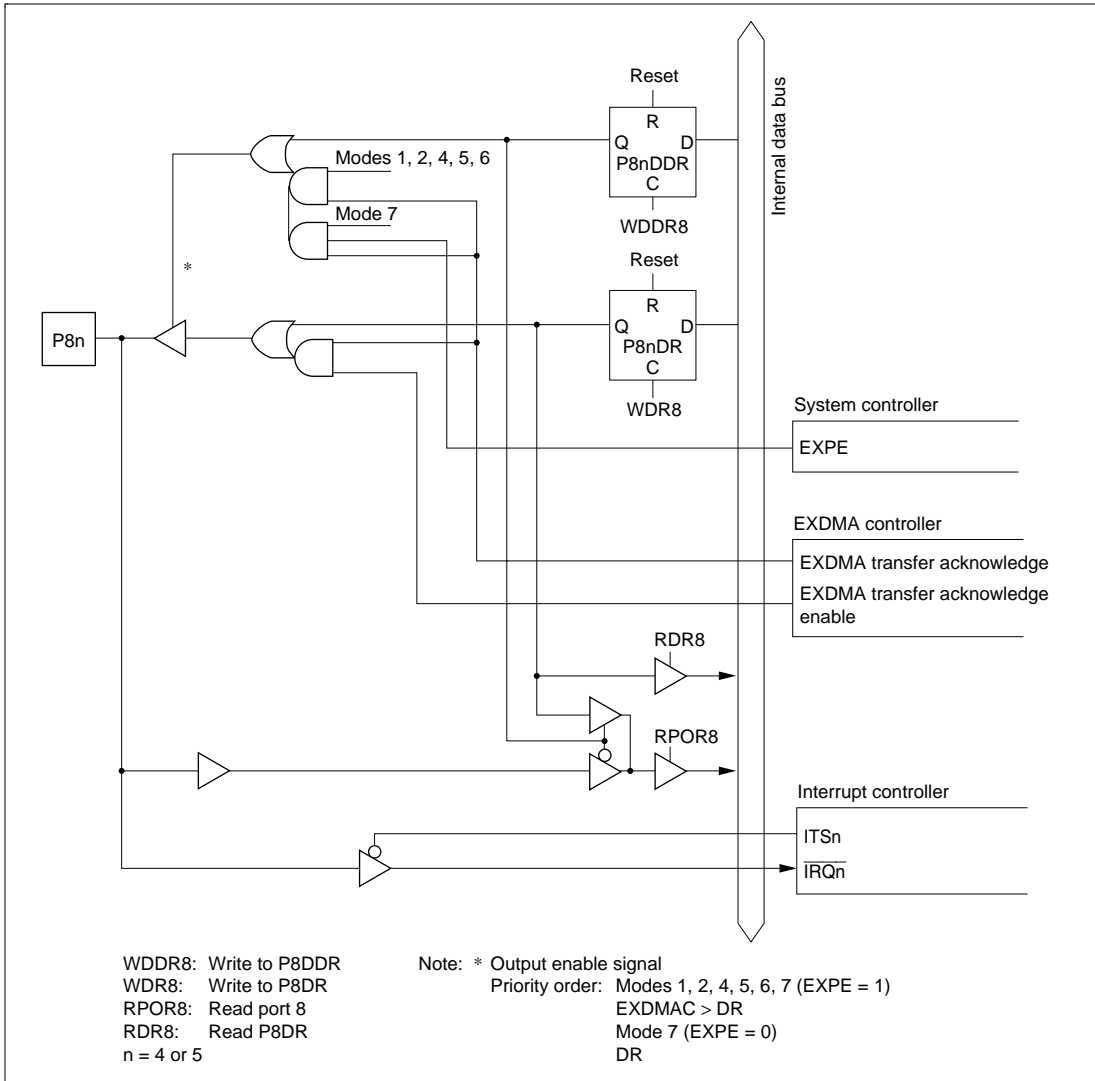 Reset
R
Q D
P8nDDR
C
WDDR8
Modes 1, 2, 4, 5, 6
Mode 7
Internal data bus
*
Reset
R
Q D
P8nDR
C
WDR8
P8n
System controller
EXPE
EXDMA controller
EXDMA transfer acknowledge
EXDMA transfer acknowledge
enable
RDR8
RPOR8
Interrupt controller
ITSn
IRQn
WDDR8: Write to P8DDR
WDR8: Write to P8DR
RPOR8: Read port 8
RDR8: Read P8DR
n = 4 or 5
Note: * Output enable signal
Priority order: Modes 1, 2, 4, 5, 6, 7 (EXPE = 1)
EXDMAC > DR
Mode 7 (EXPE = 0)
DR